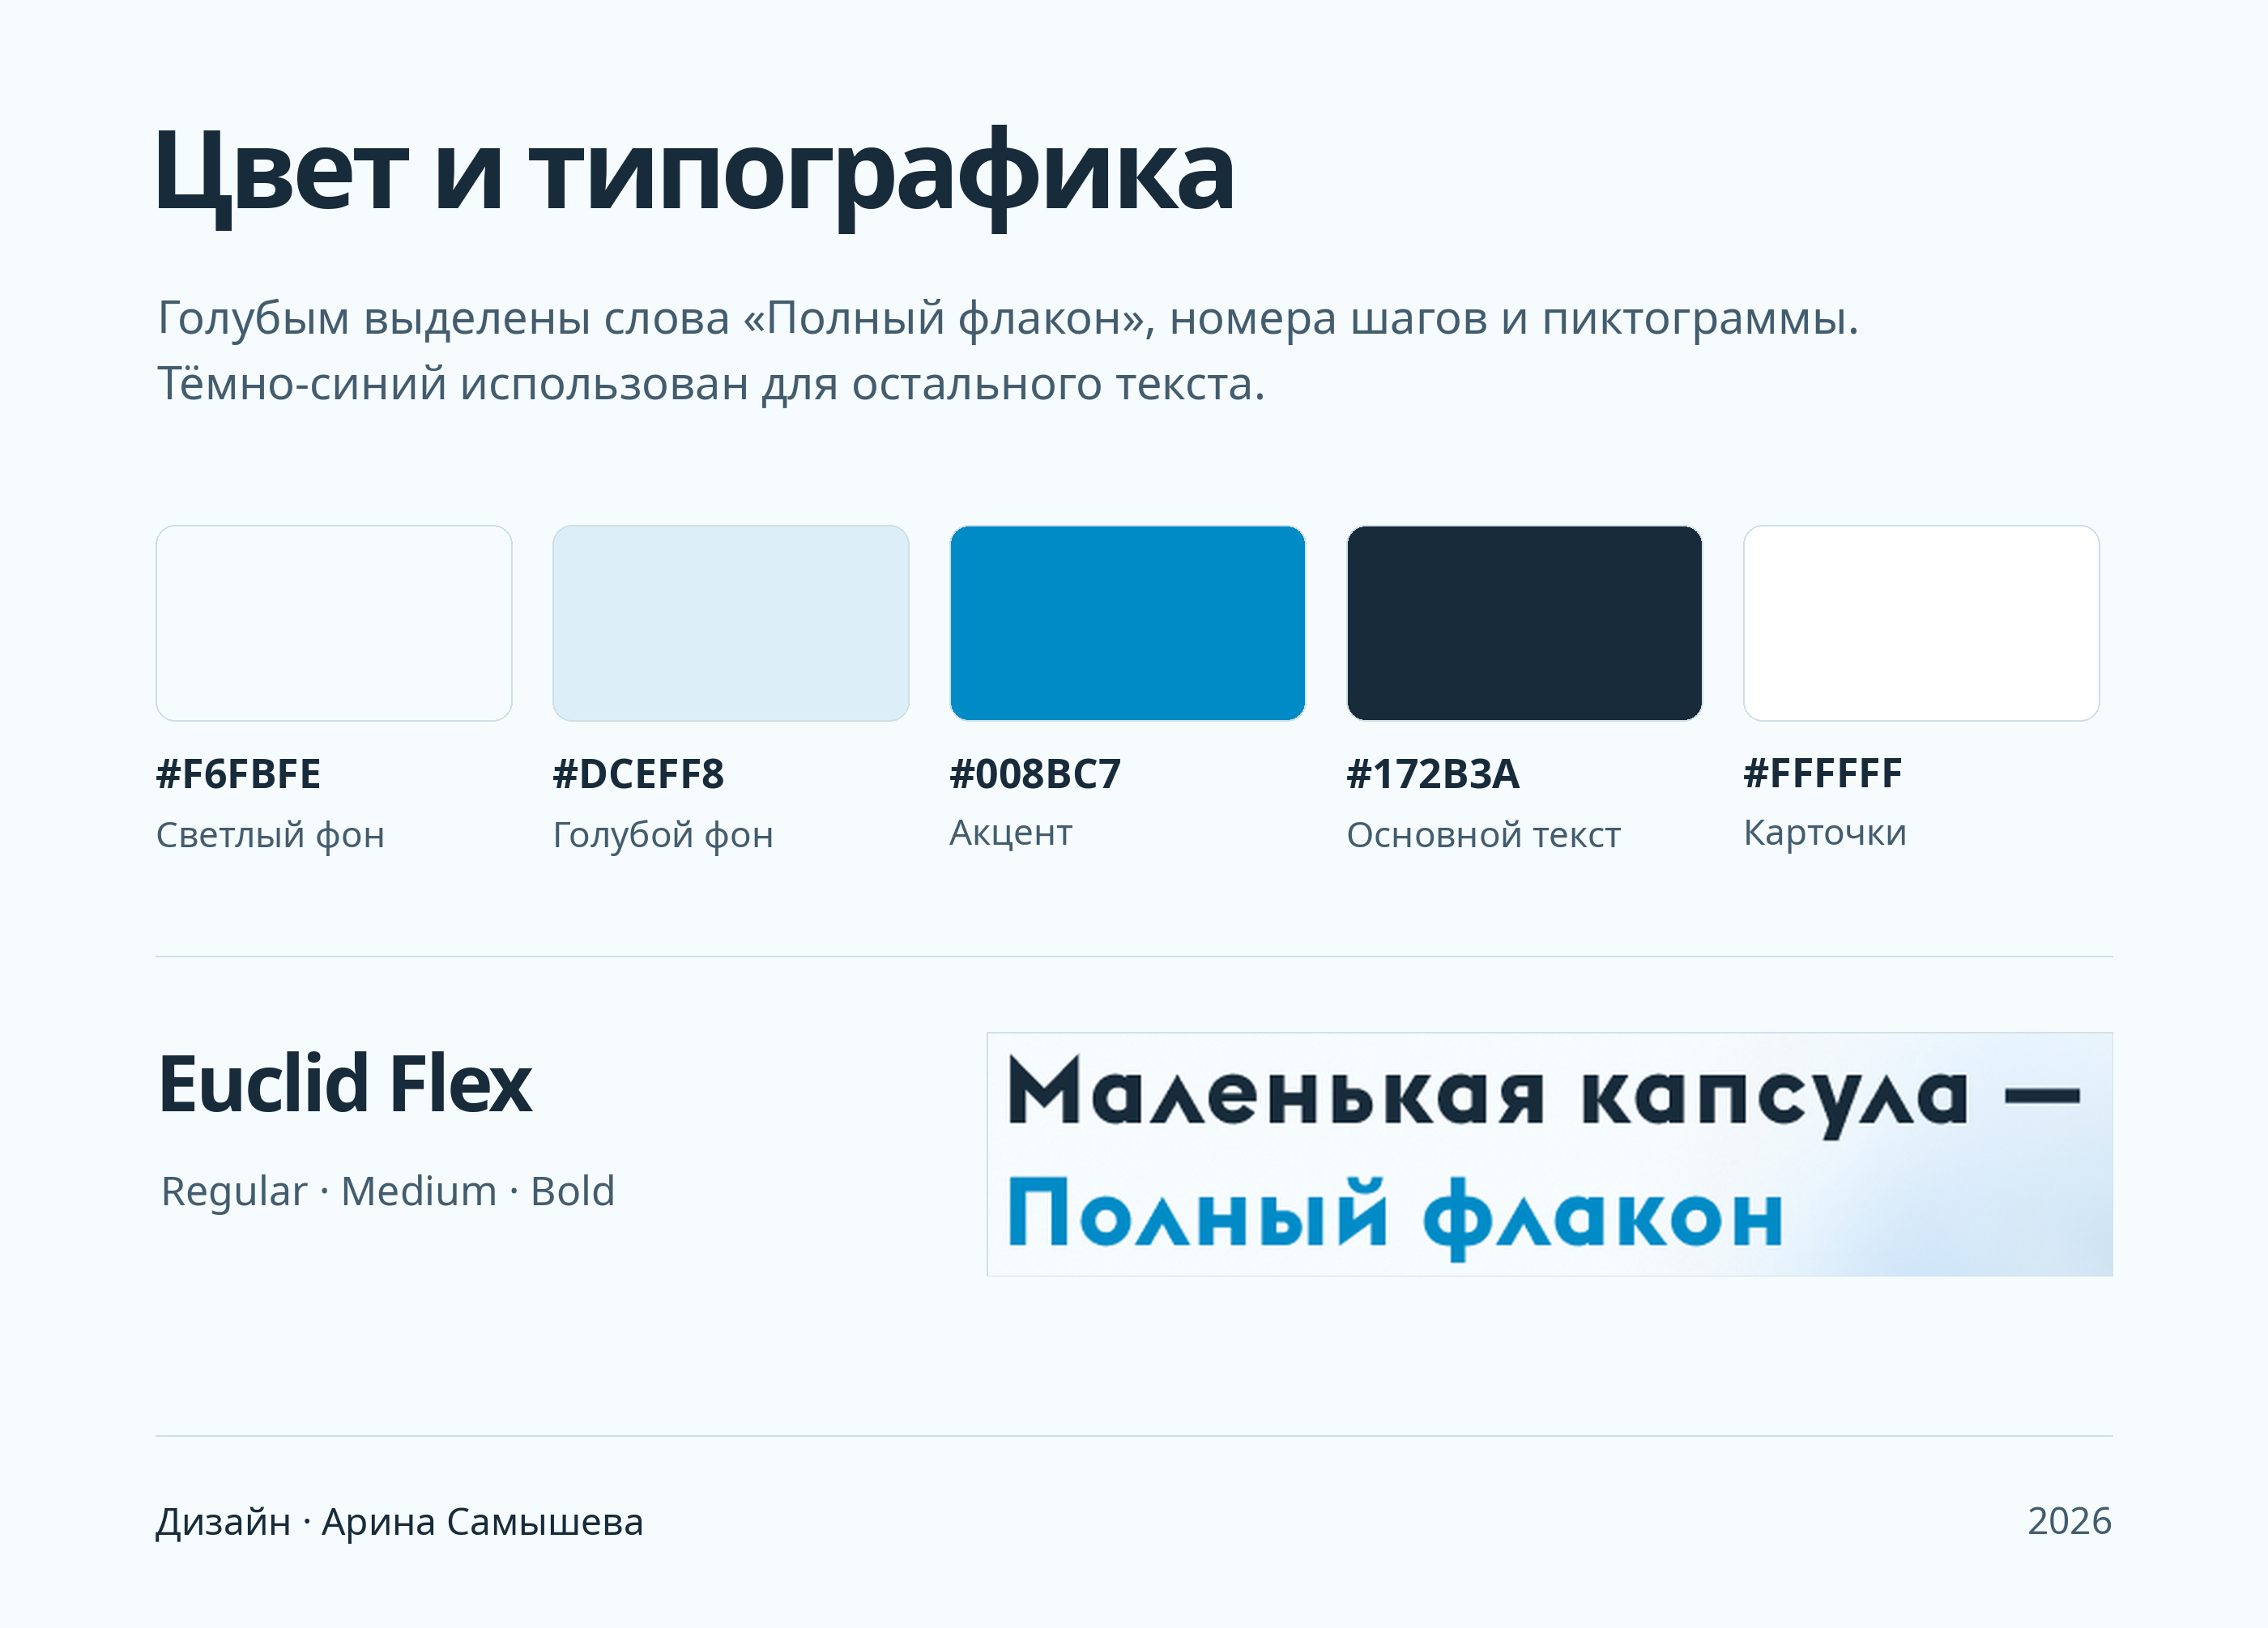 Цвет и типографика
Голубым выделены слова «Полный флакон», номера шагов и пиктограммы.
Тёмно-синий использован для остального текста.
#F6FBFE
Светлый фон
#DCEFF8
Голубой фон
#008BC7
Акцент
#172B3A
Основной текст
#FFFFFF
Карточки
Euclid Flex
Regular · Medium · Bold
Маленькая капсула —
Полный флакон
Дизайн · Арина Самышева
2026